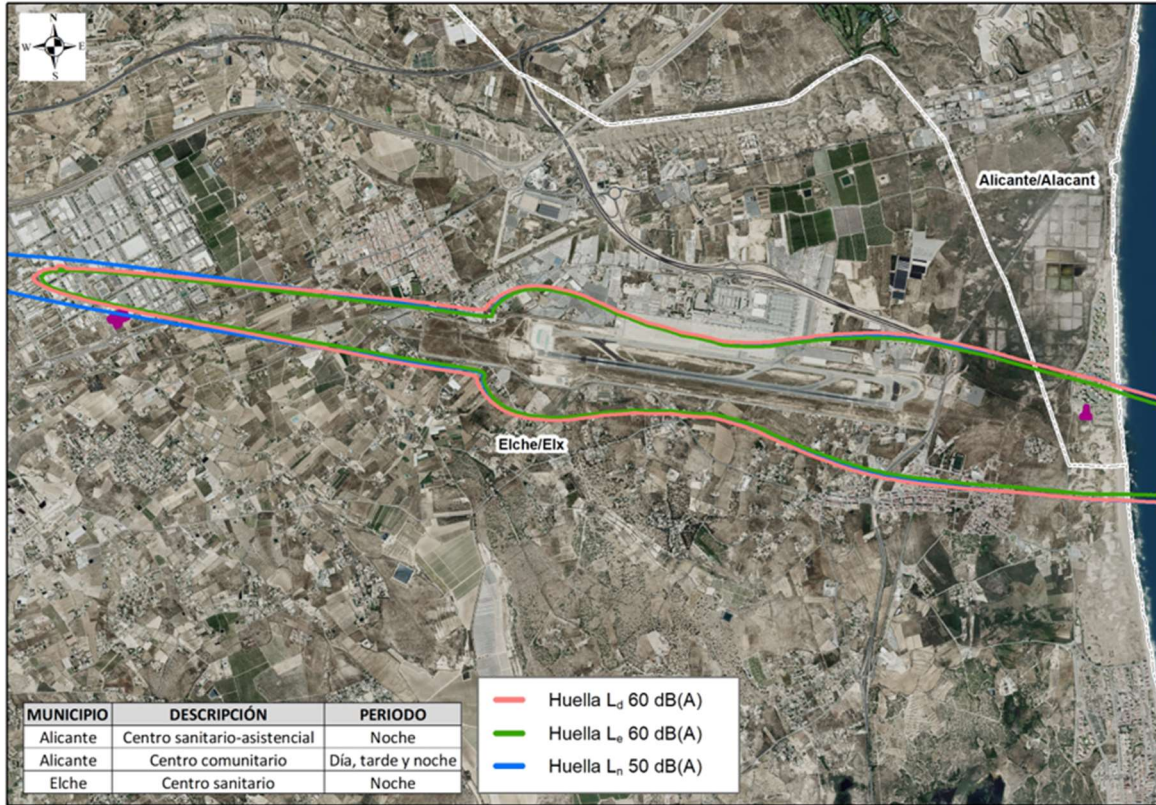 N
W E
S
Alicante/Alacant
Elche/Elx
MUNICIPIO DESCRIPCIÓN PERIODO
Alicante Centro sanitario-asistencial Noche
Alicante Centro comunitario Día, tarde y noche
Elche Centro sanitario Noche
Huella Ld 60 dB(A)
Huella Le 60 dB(A)
Huella Ln 50 dB(A)